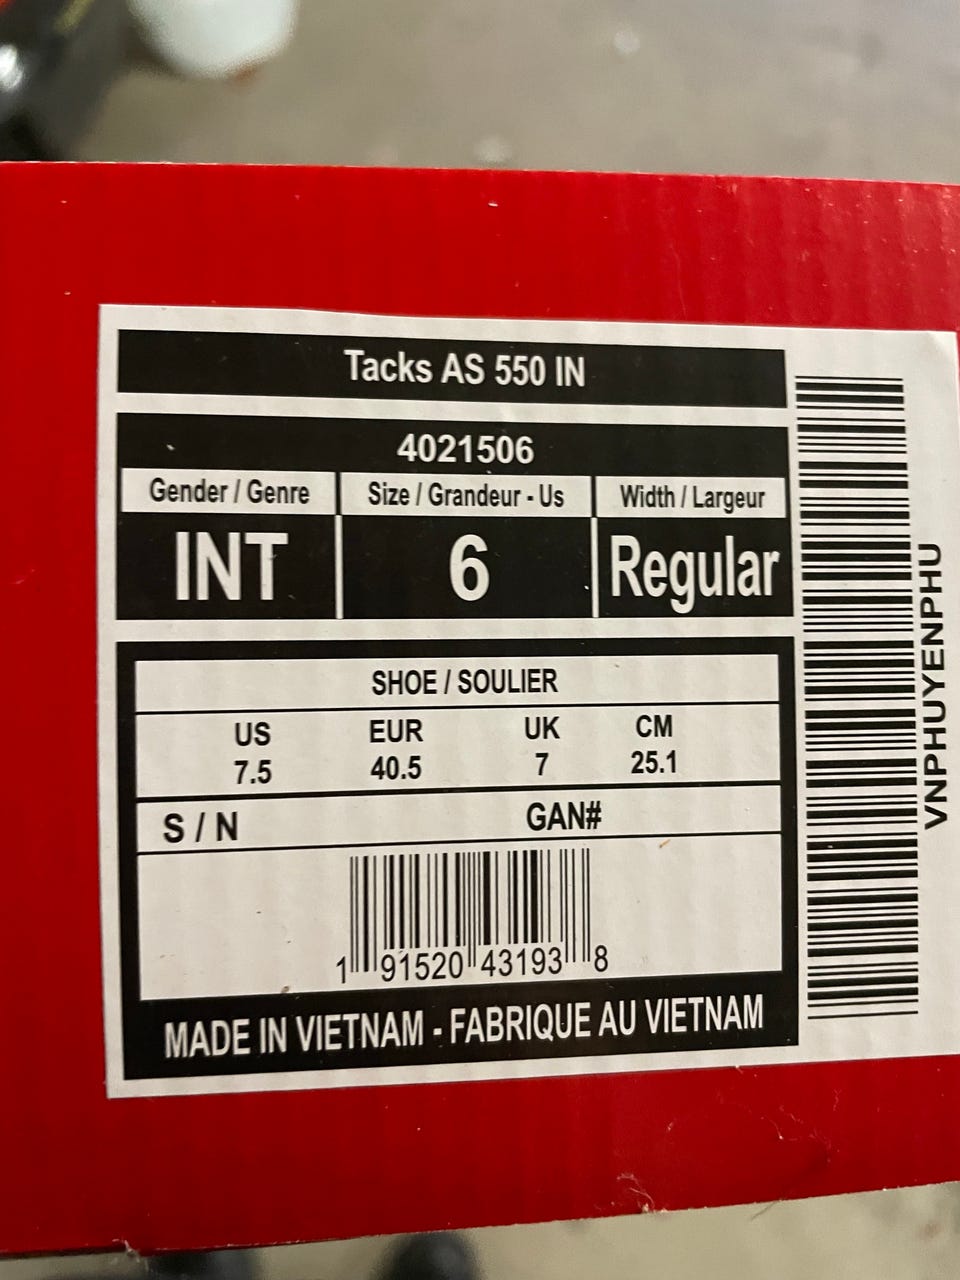 Tacks AS 550 IN
4021506
Gender / Genre Size / Grandeur - Us Width / Largeur
INT 6 Regular
SHOE / SOULIER
US EUR UK CM
7.5 40.5 7 25.1
S / N GAN#
1 91520 43193 8
MADE IN VIETNAM - FABRIQUE AU VIETNAM
VNPHUYENPHU